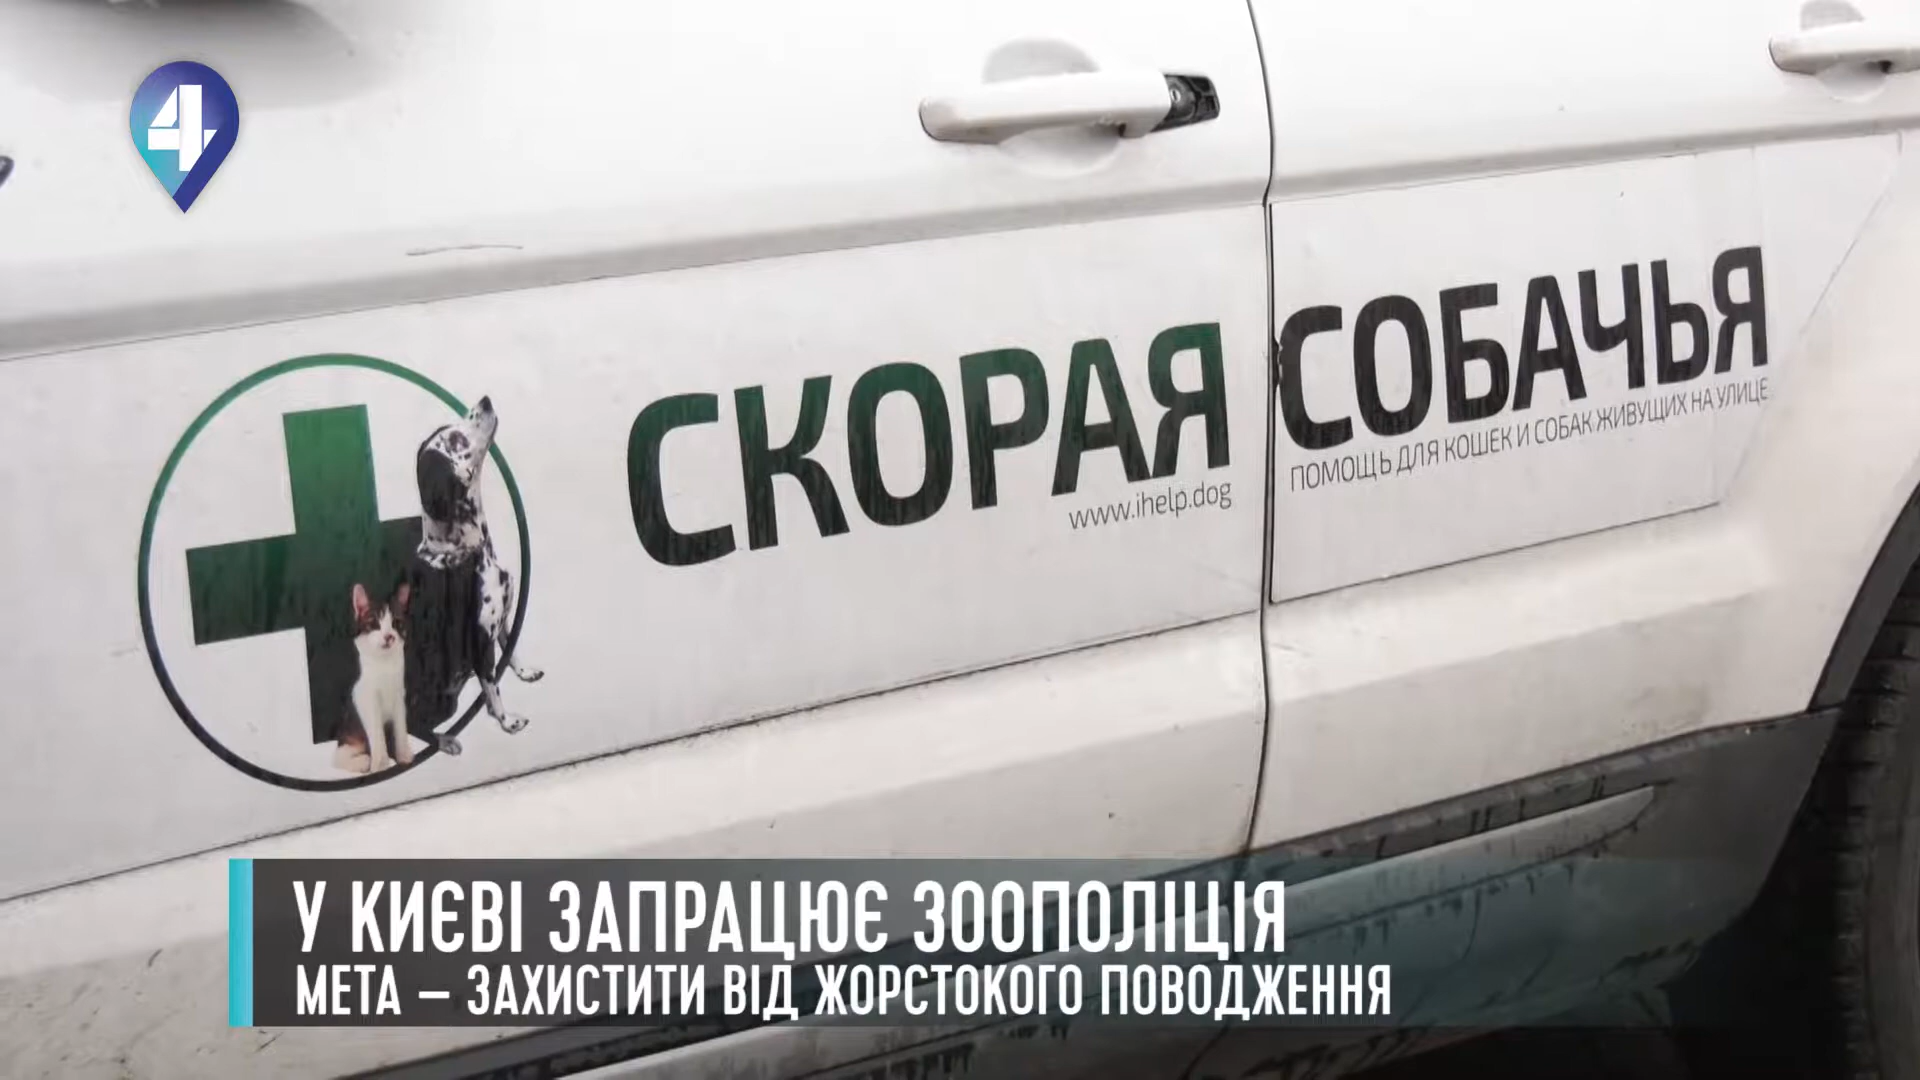 4
СКОРАЯ СОБАЧЬЯ
www.ihelp.dog
ПОМОЩЬ ДЛЯ КОШЕК И СОБАК ЖИВУЩИХ НА УЛИЦЕ
У КИЄВІ ЗАПРАЦЮЄ ЗООПОЛІЦІЯ
МЕТА – ЗАХИСТИТИ ВІД ЖОРСТОКОГО ПОВОДЖЕННЯ